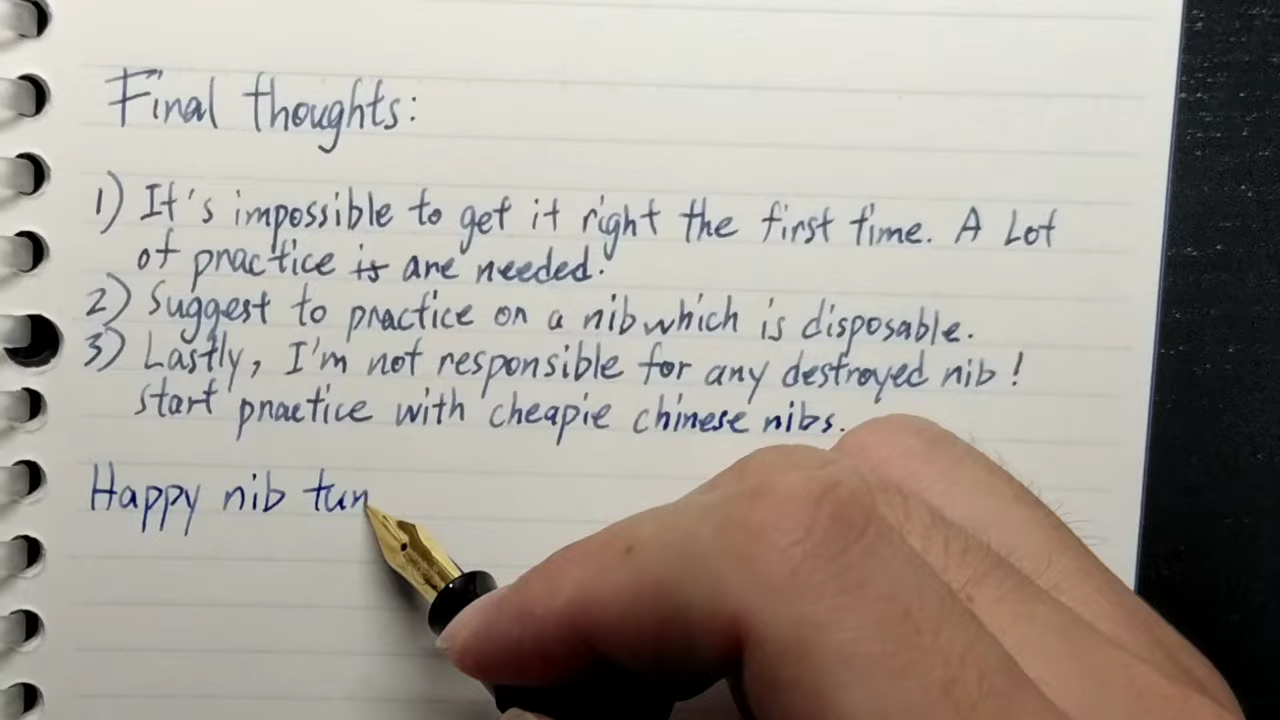 Final thoughts:
1) It's impossible to get it right the first time. A Lot
of practice is are needed.
2) Suggest to practice on a nib which is disposable.
3) Lastly, I'm not responsible for any destroyed nib!
Start practice with cheapie chinese nibs.
Happy nib tun